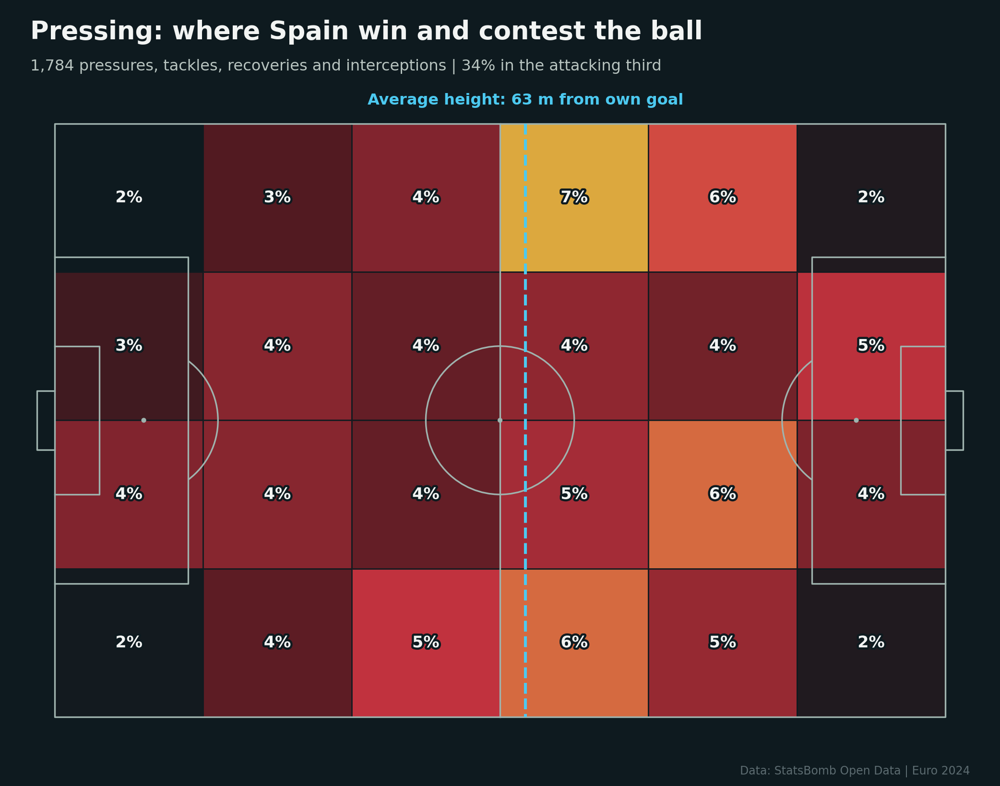 Pressing: where Spain win and contest the ball
1,784 pressures, tackles, recoveries and interceptions | 34% in the attacking third
Average height: 63 m from own goal
2% 3% 4% 7% 6% 2%
3% 4% 4% 4% 4% 5%
4% 4% 4% 5% 6% 4%
2% 4% 5% 6% 5% 2%
Data: StatsBomb Open Data | Euro 2024